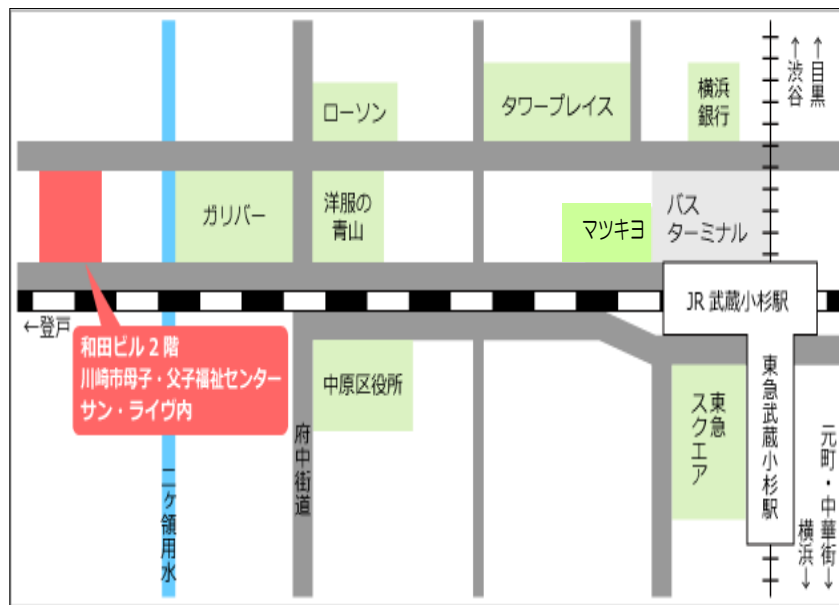 ローソン
タワープレイス
横浜
銀行
↑渋谷
↑目黒
ガリバー
洋服の
青山
マツキヨ
バス
ターミナル
JR 武蔵小杉駅
←登戸
和田ビル2階
川崎市母子・父子福祉センター
サン・ライヴ内
中原区役所
東急
スクエア
東急武蔵小杉駅
府中街道
二ヶ領用水
元町・中華街↓
横浜↓